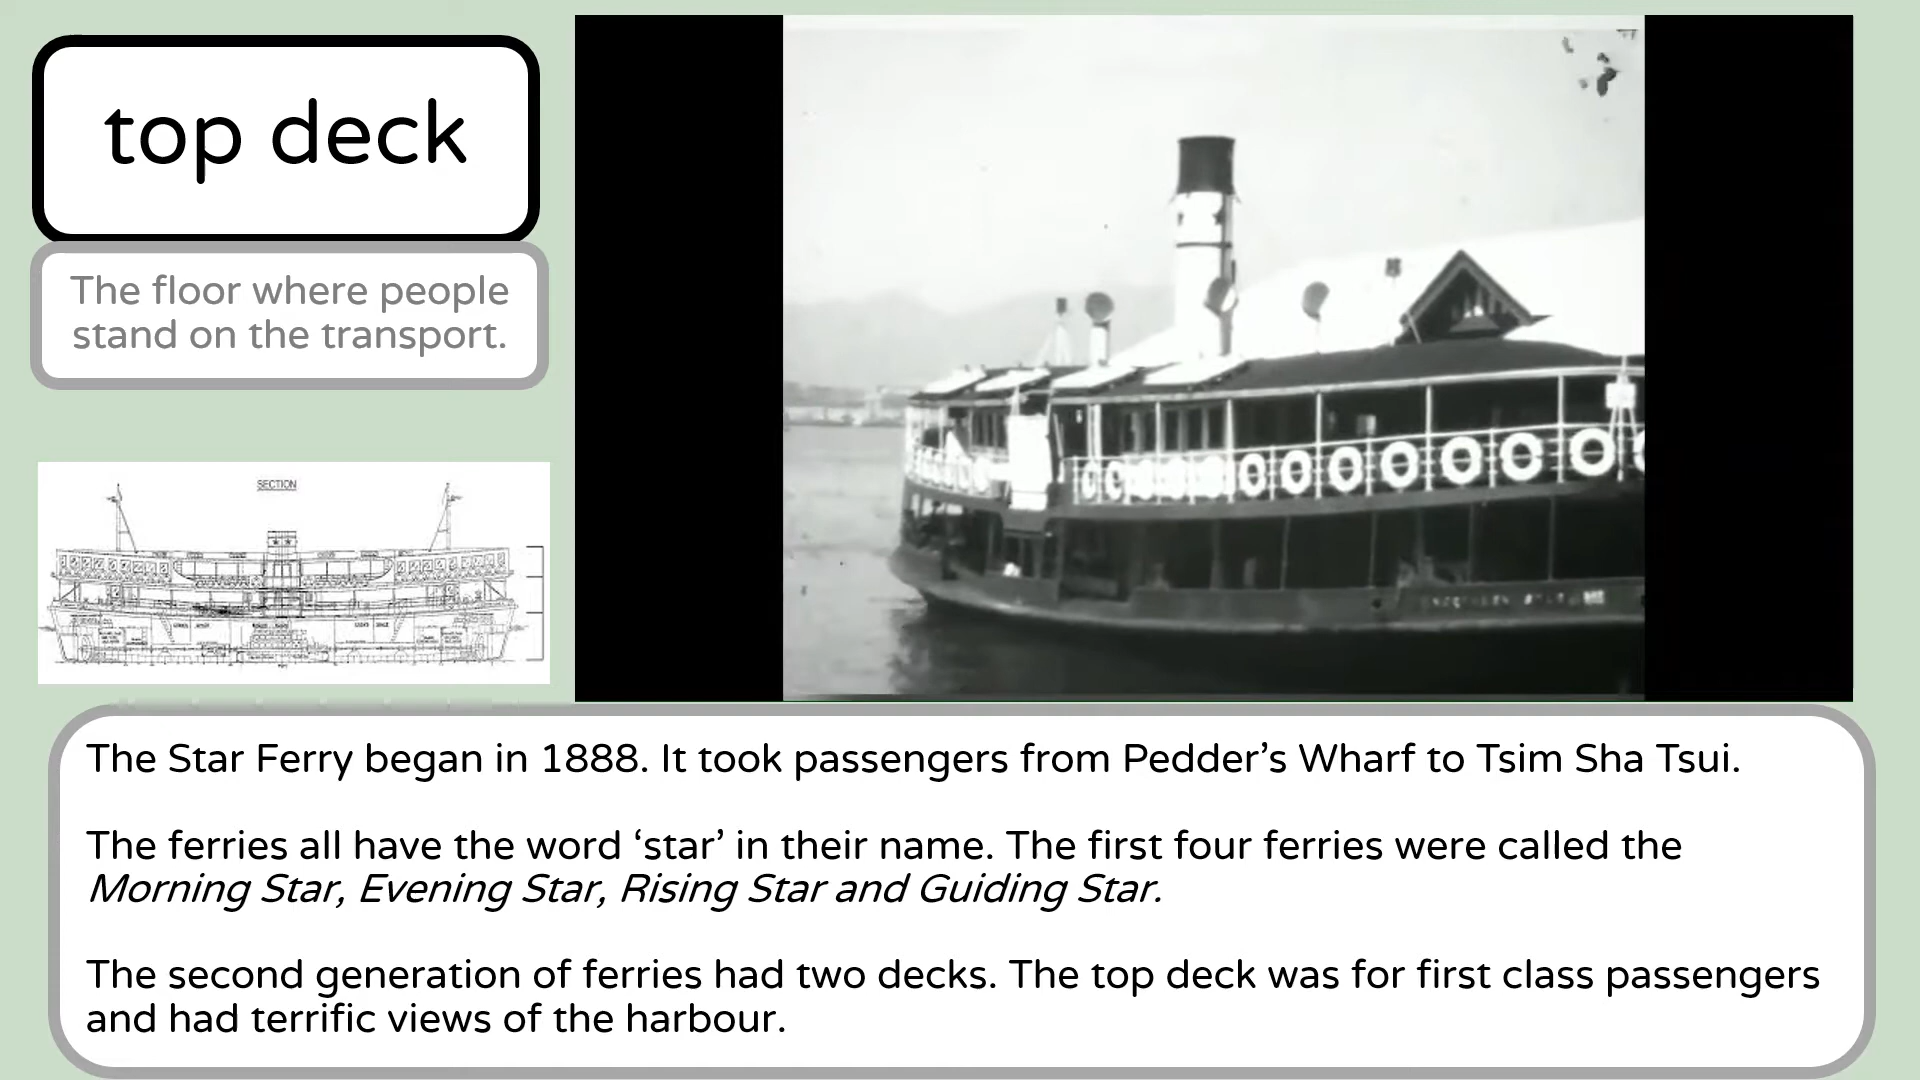 top deck
The floor where people
stand on the transport.
SECTION
The Star Ferry began in 1888. It took passengers from Pedder’s Wharf to Tsim Sha Tsui.
The ferries all have the word ‘star’ in their name. The first four ferries were called the
Morning Star, Evening Star, Rising Star and Guiding Star.
The second generation of ferries had two decks. The top deck was for first class passengers
and had terrific views of the harbour.